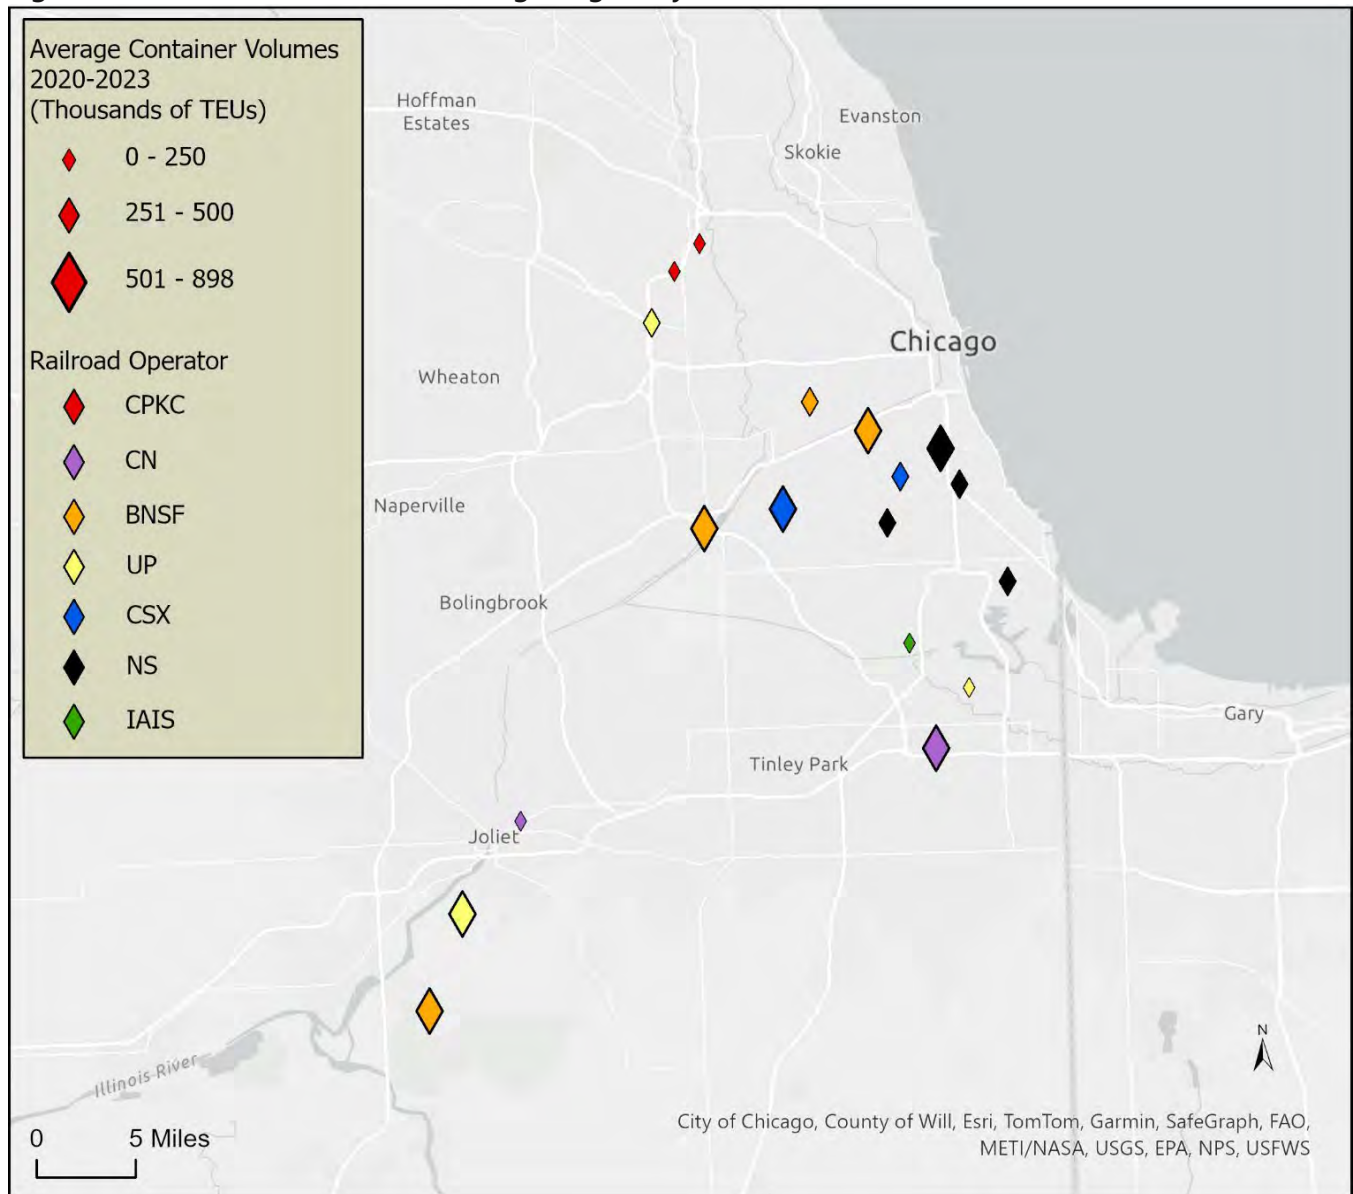 Average Container Volumes
2020-2023
(Thousands of TEUs)
0 - 250
251 - 500
501 - 898
Railroad Operator
CPKC
CN
BNSF
UP
CSX
NS
IAIS
Hoffman
Estates
Evanston
Skokie
Chicago
Wheaton
Naperville
Bolingbrook
Gary
Tinley Park
Joliet
Illinois River
N
0 5 Miles
City of Chicago, County of Will, Esri, TomTom, Garmin, SafeGraph, FAO,
METI/NASA, USGS, EPA, NPS, USFWS